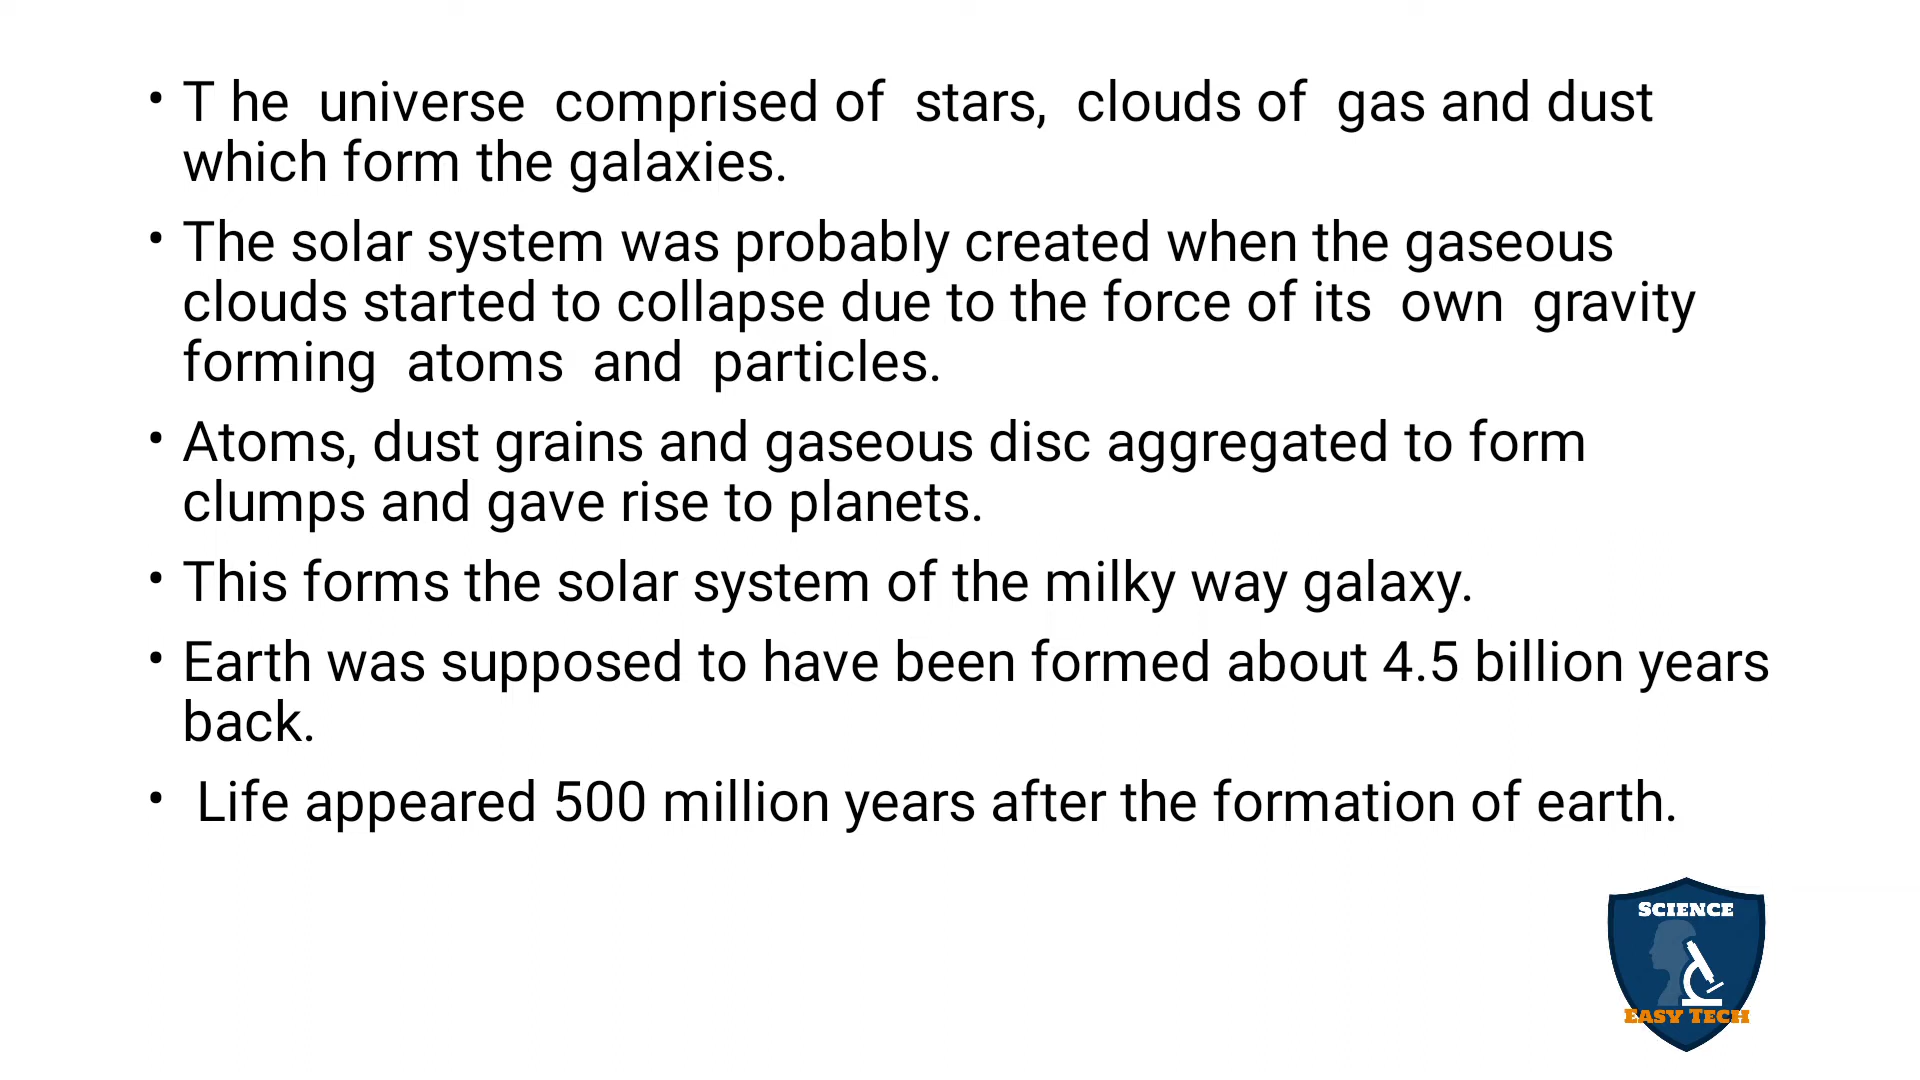 • T he universe comprised of stars, clouds of gas and dust
which form the galaxies.
• The solar system was probably created when the gaseous
clouds started to collapse due to the force of its own gravity
forming atoms and particles.
• Atoms, dust grains and gaseous disc aggregated to form
clumps and gave rise to planets.
• This forms the solar system of the milky way galaxy.
• Earth was supposed to have been formed about 4.5 billion years
back.
• Life appeared 500 million years after the formation of earth.
SCIENCE
EASY TECH